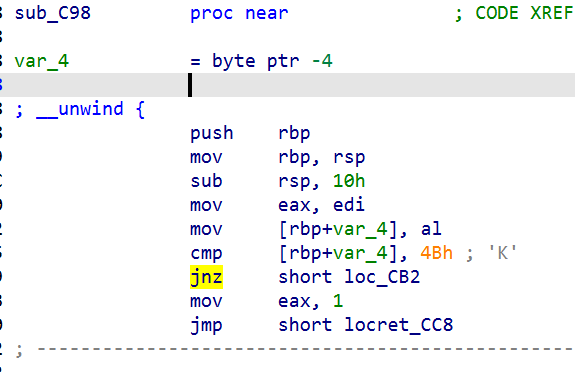 sub_C98 proc near ; CODE XREF
var_4 = byte ptr -4
; __unwind {
push rbp
mov rbp, rsp
sub rsp, 10h
mov eax, edi
mov [rbp+var_4], al
cmp [rbp+var_4], 4Bh ; 'K'
jnz short loc_CB2
mov eax, 1
jmp short locret_CC8
; ---------------------------------------------------